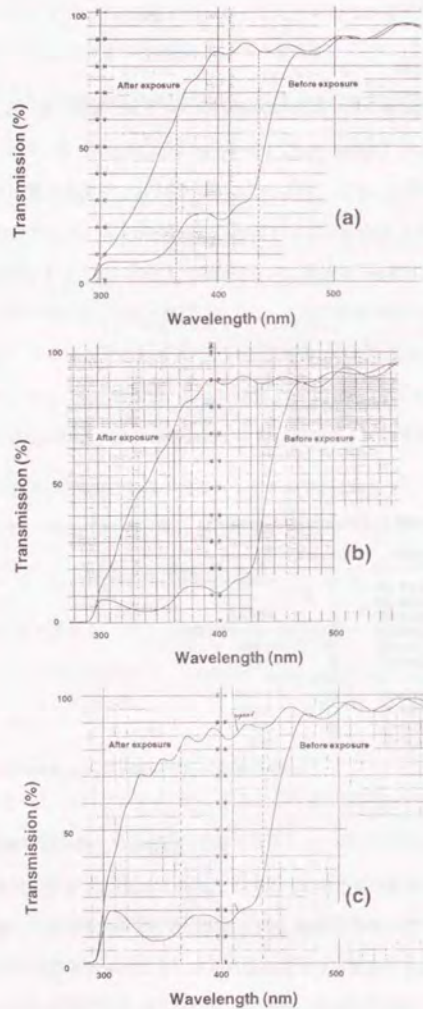 100
After exposure
Before exposure
50
Transmission (%)
(a)
0
300
400
500
Wavelength (nm)
100
After exposure
Before exposure
50
Transmission (%)
(b)
0
300
400
500
Wavelength (nm)
100
After exposure
Before exposure
50
Transmission (%)
(c)
0
300
400
500
Wavelength (nm)